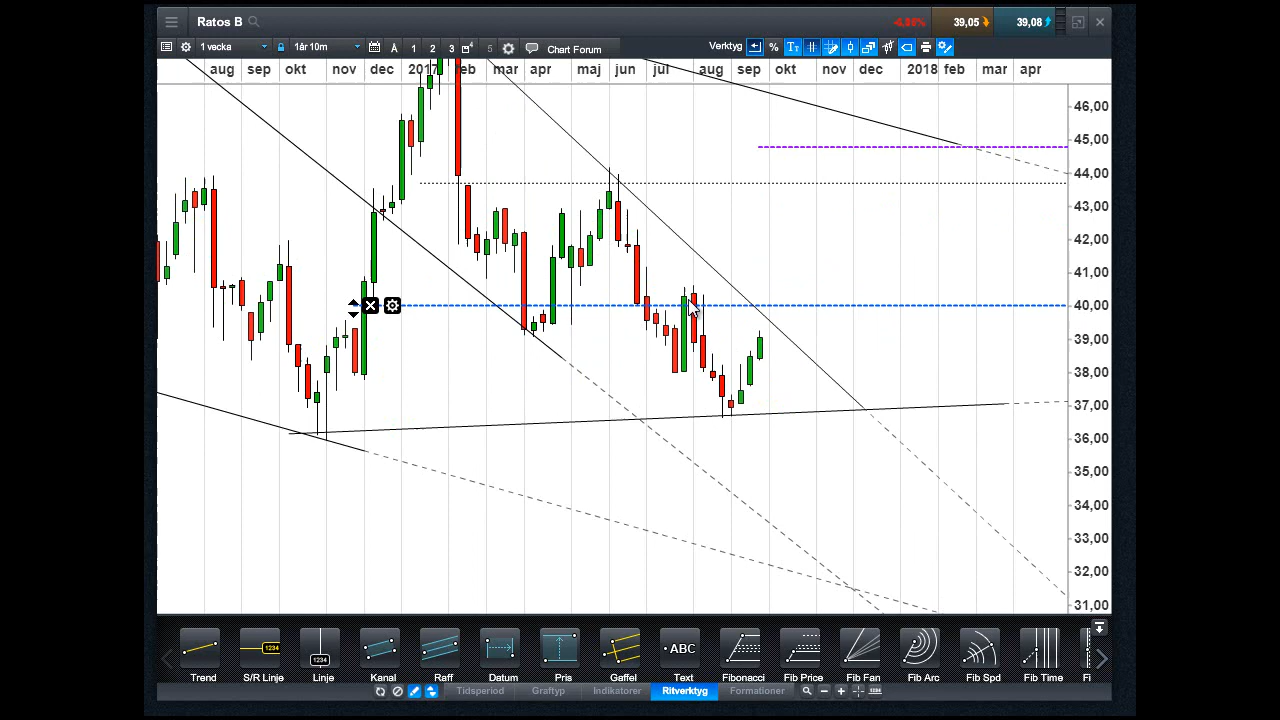 Ratos B -4,86% 39,05 39,08
1 vecka 1år 10m A 1 2 3 5 Chart Forum Verktyg %
aug sep okt nov dec 2017 feb mar apr maj jun jul aug sep okt nov dec 2018 feb mar apr
46,00
45,00
44,00
43,00
42,00
41,00
40,00
39,00
38,00
37,00
36,00
35,00
34,00
33,00
32,00
31,00
1234 1234 ABC
Trend S/R Linje Linje Kanal Raff Datum Pris Gaffel Text Fibonacci Fib Price Fib Fan Fib Arc Fib Spd Fib Time Fi
Tidsperiod Graftyp Indikatorer Ritverktyg Formationer